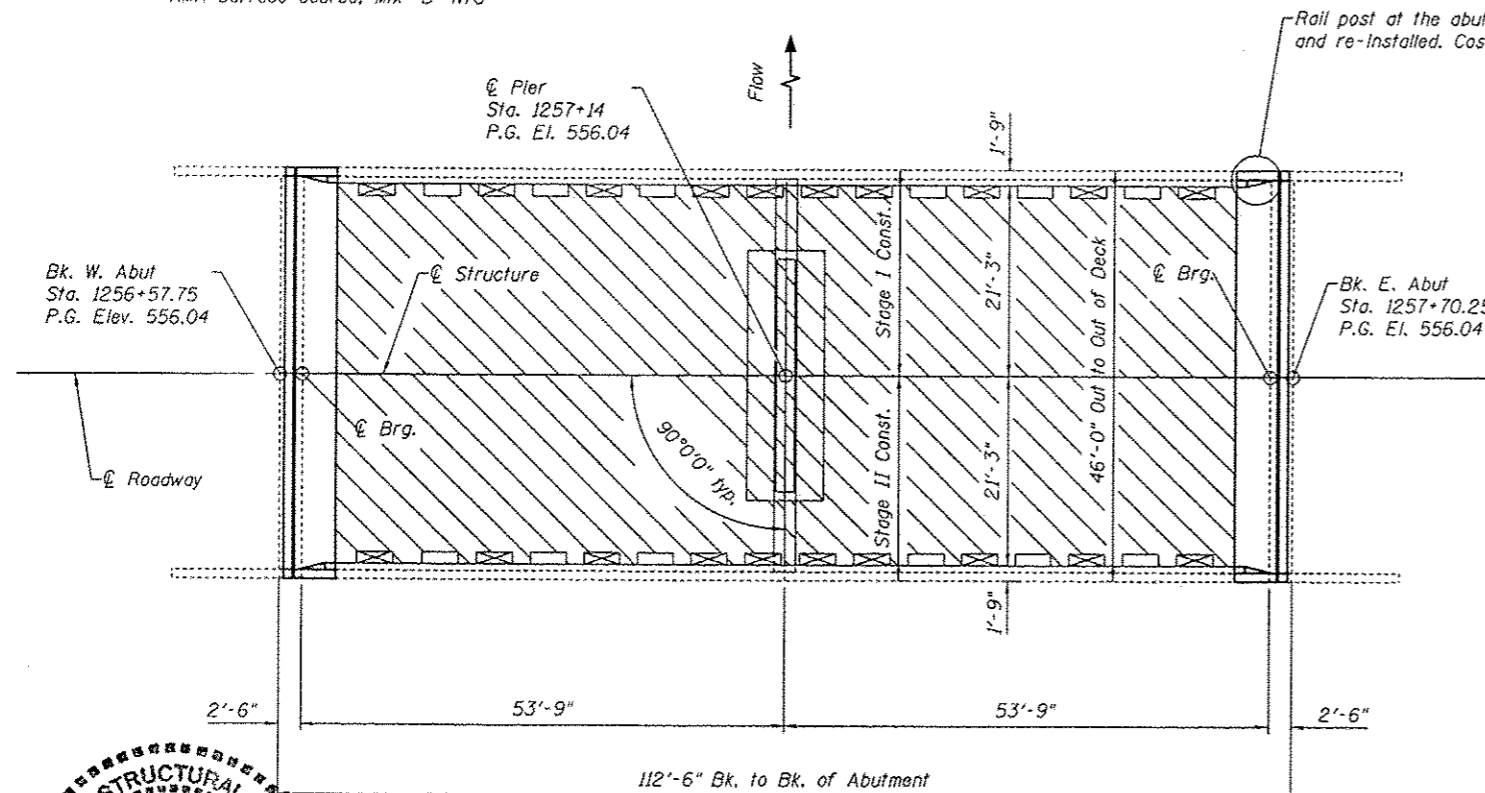 Rail post at the abut
and re-installed. Cos
Flow
℄ Pier
Sta. 1257+14
P.G. El. 556.04
1'-9"
Bk. W. Abut
Sta. 1256+57.75
P.G. Elev. 556.04
℄ Structure
Stage I Const.
21'-3"
46'-0" Out to Out of Deck
℄ Brg.
Bk. E. Abut
Sta. 1257+70.25
P.G. El. 556.04
℄ Brg.
90°0'0" typ.
Stage II Const.
21'-3"
℄ Roadway
1'-9"
2'-6"
53'-9"
53'-9"
2'-6"
112'-6" Bk. to Bk. of Abutment
STRUCTURAL